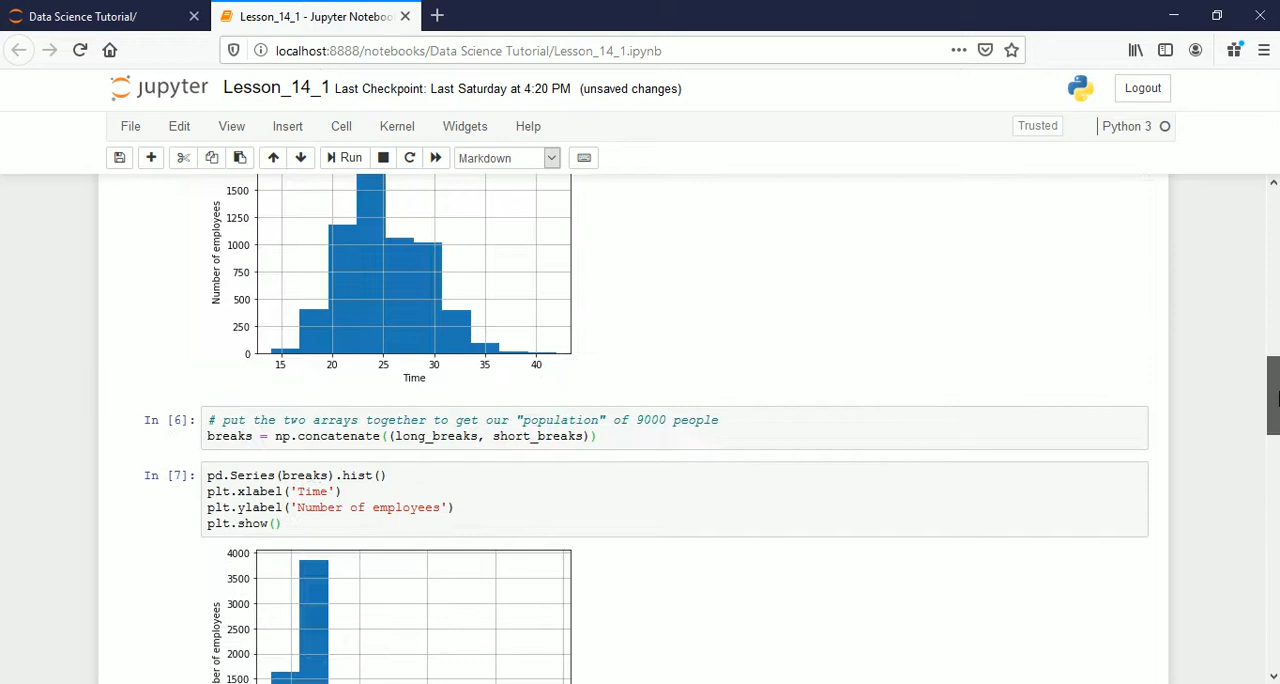 Data Science Tutorial/
Lesson_14_1 - Jupyter Noteboo
localhost:8888/notebooks/Data Science Tutorial/Lesson_14_1.ipynb
jupyter Lesson_14_1 Last Checkpoint: Last Saturday at 4:20 PM (unsaved changes)
Logout
File Edit View Insert Cell Kernel Widgets Help
Trusted
Python 3
Run
Markdown
1500
1250
1000
750
500
250
0
Number of employees
15 20 25 30 35 40
Time
In [6]:
# put the two arrays together to get our "population" of 9000 people
breaks = np.concatenate((long_breaks, short_breaks))
In [7]:
pd.Series(breaks).hist()
plt.xlabel('Time')
plt.ylabel('Number of employees')
plt.show()
4000
3500
3000
2500
2000
1500
ber of employees